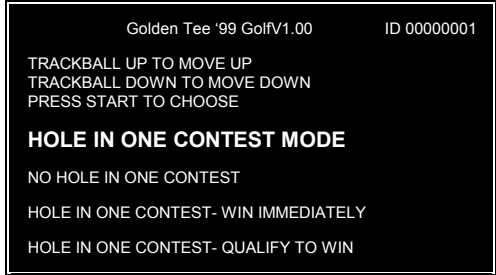 Golden Tee ‘99 GolfV1.00 ID 00000001
TRACKBALL UP TO MOVE UP
TRACKBALL DOWN TO MOVE DOWN
PRESS START TO CHOOSE
HOLE IN ONE CONTEST MODE
NO HOLE IN ONE CONTEST
HOLE IN ONE CONTEST- WIN IMMEDIATELY
HOLE IN ONE CONTEST- QUALIFY TO WIN